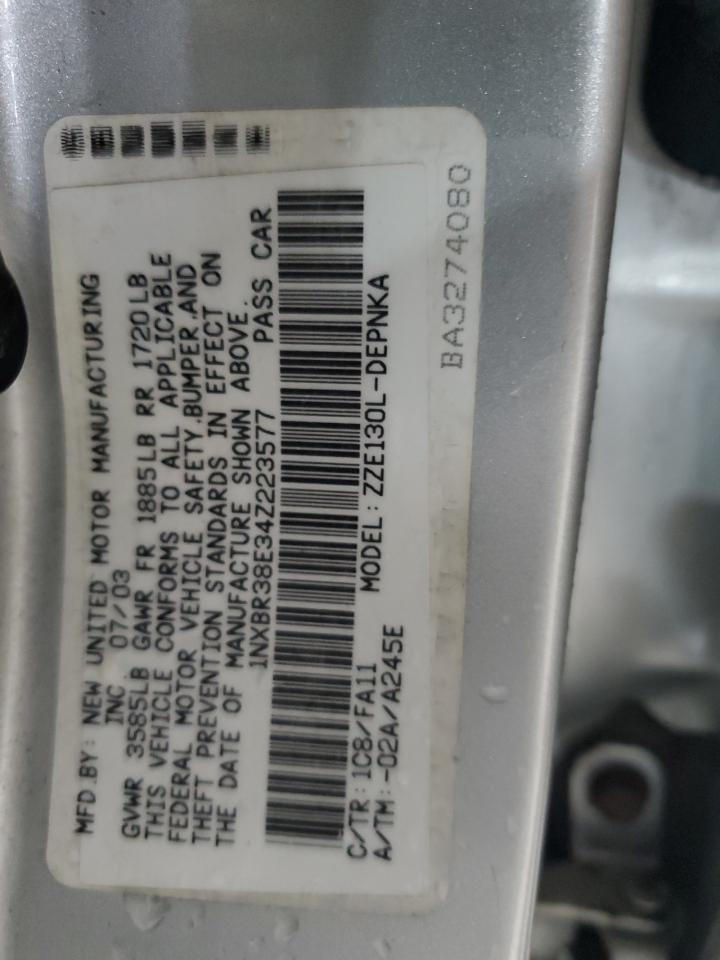 MFD.BY: NEW UNITED MOTOR MANUFACTURING
INC 07/03
GVWR 3585LB GAWR FR 1885LB RR 1720LB
THIS VEHICLE CONFORMS TO ALL APPLICABLE
FEDERAL MOTOR VEHICLE SAFETY,BUMPER,AND
THEFT PREVENTION STANDARDS IN EFFECT ON
THE DATE OF MANUFACTURE SHOWN ABOVE.
1NXBR38E34Z223577 PASS CAR
C/TR:1C8/FA11 MODEL:ZZE130L-DEPNKA
A/TM:-02A/A245E
BA3274080